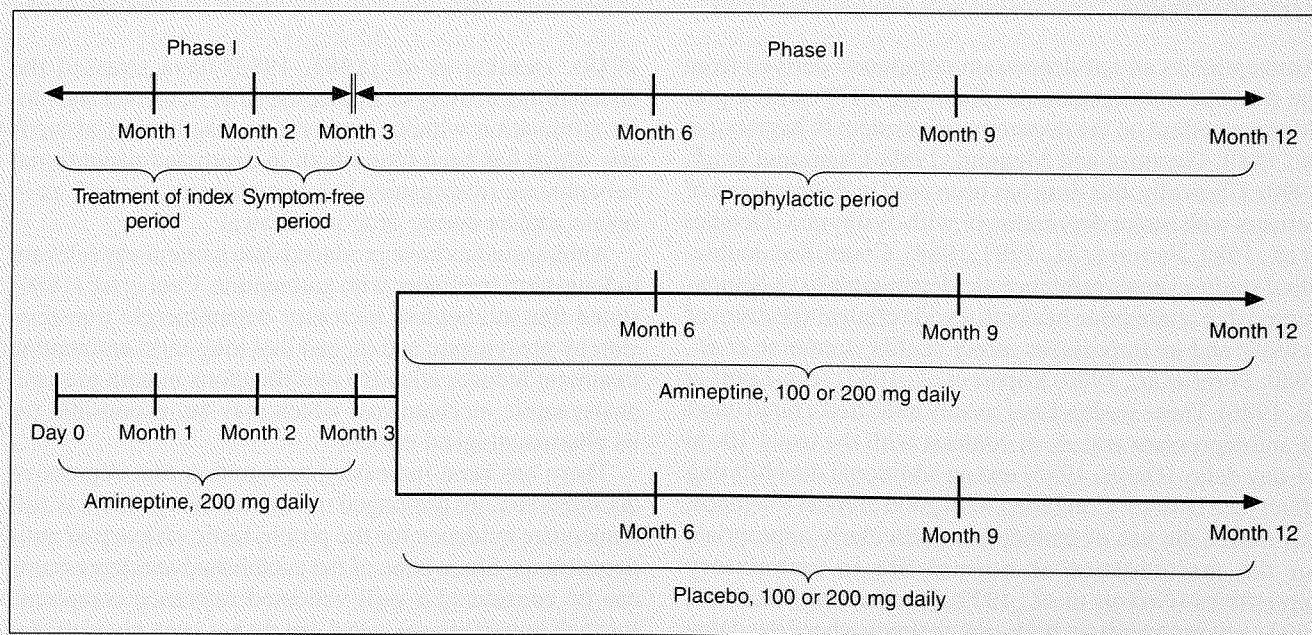 Phase I
Phase II
Month 1
Month 2
Month 3
Month 6
Month 9
Month 12
Treatment of index
period
Symptom-free
period
Prophylactic period
Month 6
Month 9
Month 12
Amineptine, 100 or 200 mg daily
Day 0
Month 1
Month 2
Month 3
Amineptine, 200 mg daily
Month 6
Month 9
Month 12
Placebo, 100 or 200 mg daily